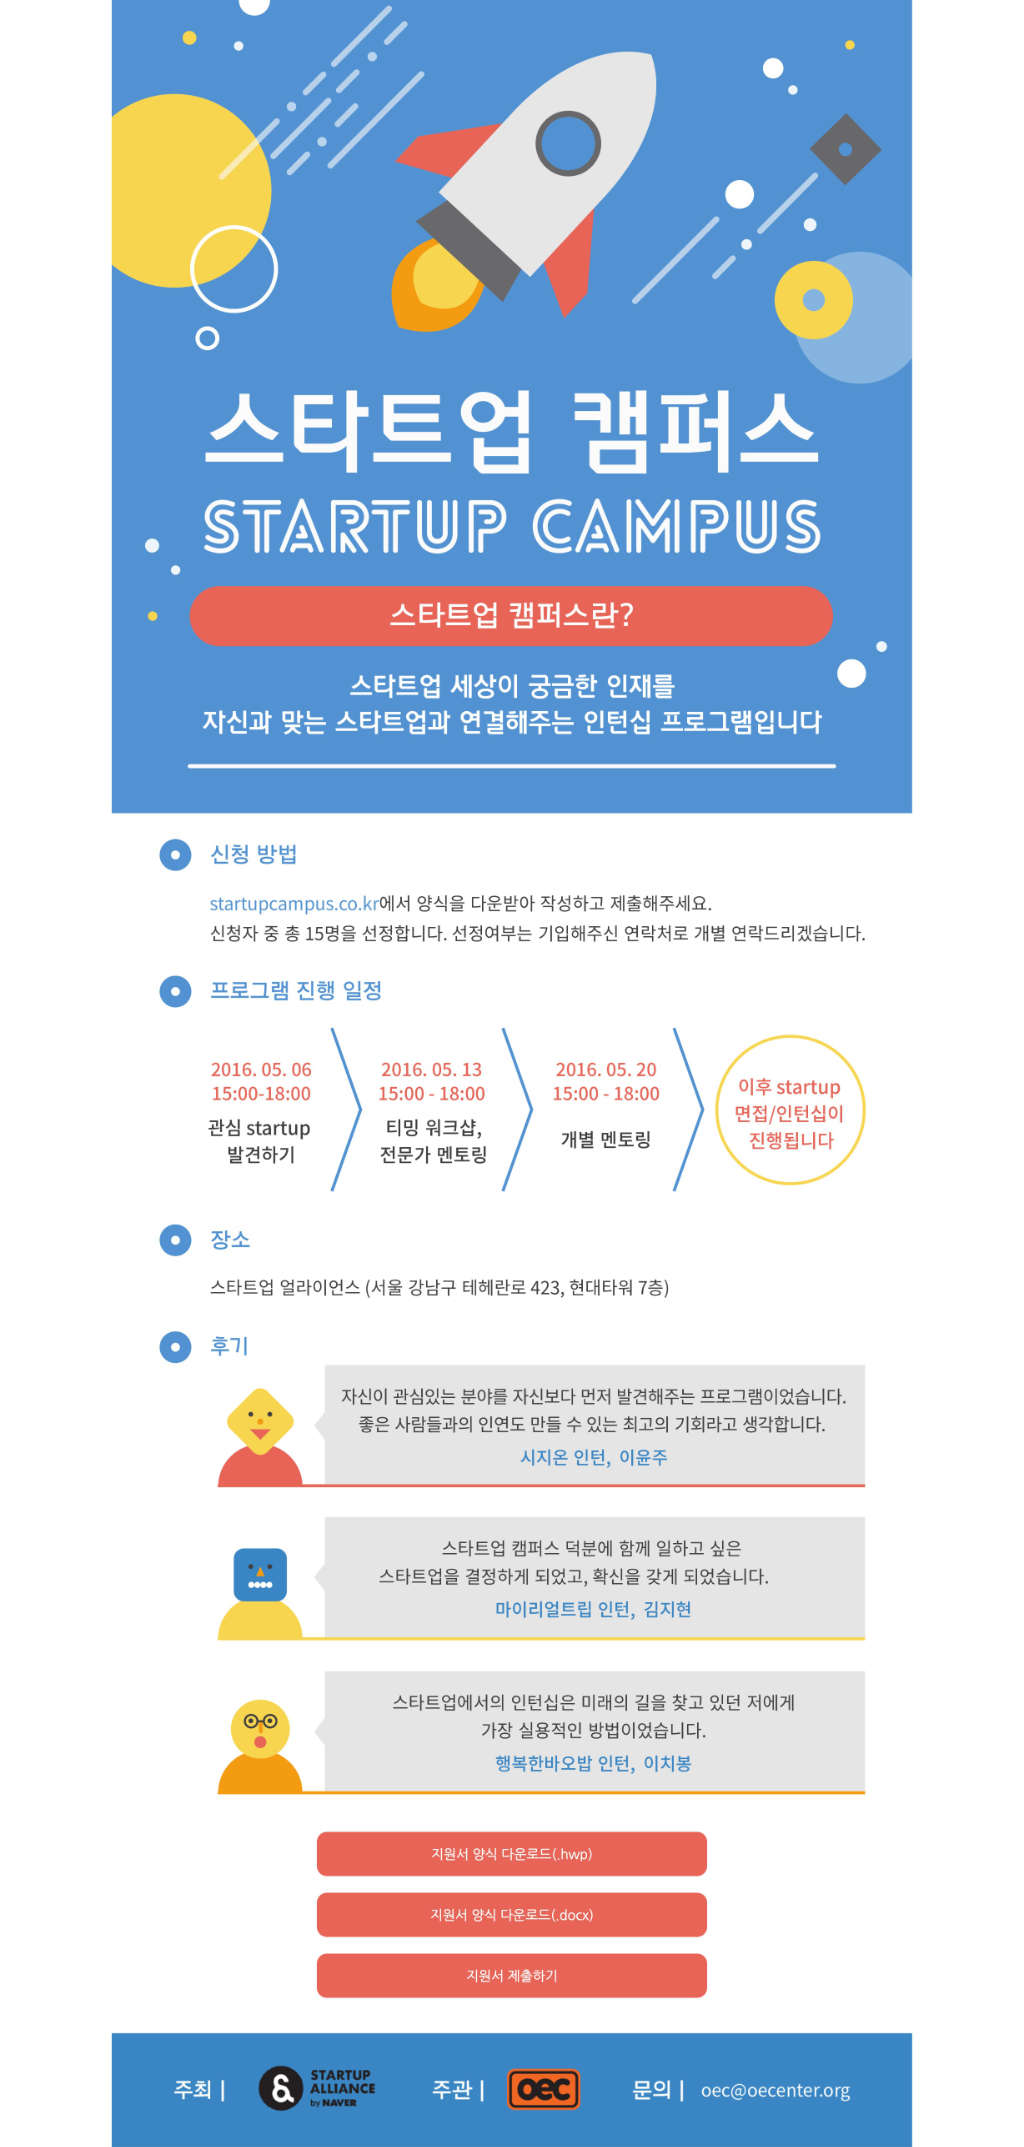 스타트업 캠퍼스
STARTUP CAMPUS
스타트업 캠퍼스란?
스타트업 세상이 궁금한 인재를
자신과 맞는 스타트업과 연결해주는 인턴십 프로그램입니다
신청 방법
startupcampus.co.kr에서 양식을 다운받아 작성하고 제출해주세요.
신청자 중 총 15명을 선정합니다. 선정여부는 기입해주신 연락처로 개별 연락드리겠습니다.
프로그램 진행 일정
2016. 05. 06
15:00-18:00
관심 startup
발견하기
2016. 05. 13
15:00 - 18:00
티밍 워크샵,
전문가 멘토링
2016. 05. 20
15:00 - 18:00
개별 멘토링
이후 startup
면접/인턴십이
진행됩니다
장소
스타트업 얼라이언스 (서울 강남구 테헤란로 423, 현대타워 7층)
후기
자신이 관심있는 분야를 자신보다 먼저 발견해주는 프로그램이었습니다.
좋은 사람들과의 인연도 만들 수 있는 최고의 기회라고 생각합니다.
시지온 인턴, 이윤주
스타트업 캠퍼스 덕분에 함께 일하고 싶은
스타트업을 결정하게 되었고, 확신을 갖게 되었습니다.
마이리얼트립 인턴, 김지현
스타트업에서의 인턴십은 미래의 길을 찾고 있던 저에게
가장 실용적인 방법이었습니다.
행복한바오밥 인턴, 이치봉
지원서 양식 다운로드(.hwp)
지원서 양식 다운로드(.docx)
지원서 제출하기
주최 |
&
STARTUP
ALLIANCE
by NAVER
주관 |
oec
문의 | oec@oecenter.org